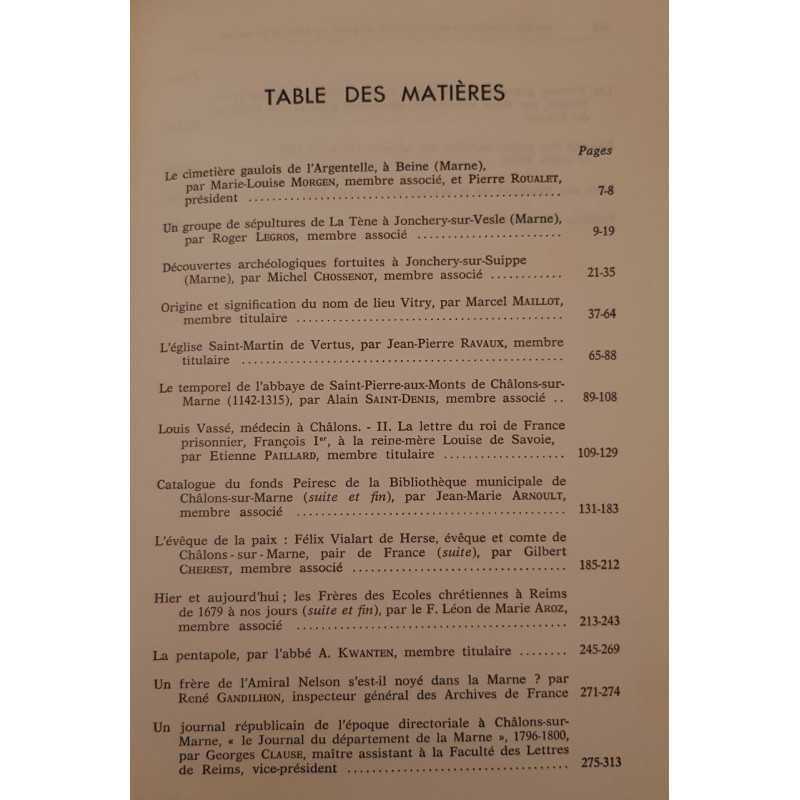 TABLE DES MATIÈRES
Pages
Le cimetière gaulois de l'Argentelle, à Beine (Marne),
par Marie-Louise MORGEN, membre associé, et Pierre ROUALET,
président ........................................ 7-8
Un groupe de sépultures de La Tène à Jonchery-sur-Vesle (Marne),
par Roger LEGROS, membre associé .................... 9-19
Découvertes archéologiques fortuites à Jonchery-sur-Suippe
(Marne), par Michel CHOSSENOT, membre associé .......... 21-35
Origine et signification du nom de lieu Vitry, par Marcel MAILLOT,
membre titulaire .................................... 37-64
L'église Saint-Martin de Vertus, par Jean-Pierre RAVAUX, membre
titulaire .......................................... 65-88
Le temporel de l'abbaye de Saint-Pierre-aux-Monts de Châlons-sur-
Marne (1142-1315), par Alain SAINT-DENIS, membre associé .. 89-108
Louis Vassé, médecin à Châlons. - II. La lettre du roi de France
prisonnier, François Ier, à la reine-mère Louise de Savoie,
par Etienne PAILLARD, membre titulaire .................. 109-129
Catalogue du fonds Peiresc de la Bibliothèque municipale de
Châlons-sur-Marne (suite et fin), par Jean-Marie ARNOULT,
membre associé .................................... 131-183
L'évêque de la paix : Félix Vialart de Herse, évêque et comte de
Châlons-sur-Marne, pair de France (suite), par Gilbert
CHEREST, membre associé .............................. 185-212
Hier et aujourd'hui ; les Frères des Ecoles chrétiennes à Reims
de 1679 à nos jours (suite et fin), par le F. Léon de Marie AROZ,
membre associé .................................... 213-243
La pentapole, par l'abbé A. KWANTEN, membre titulaire ........ 245-269
Un frère de l'Amiral Nelson s'est-il noyé dans la Marne ? par
René GANDILHON, inspecteur général des Archives de France 271-274
Un journal républicain de l'époque directoriale à Châlons-sur-
Marne, « le Journal du département de la Marne », 1796-1800,
par Georges CLAUSE, maître assistant à la Faculté des Lettres
de Reims, vice-président .............................. 275-313